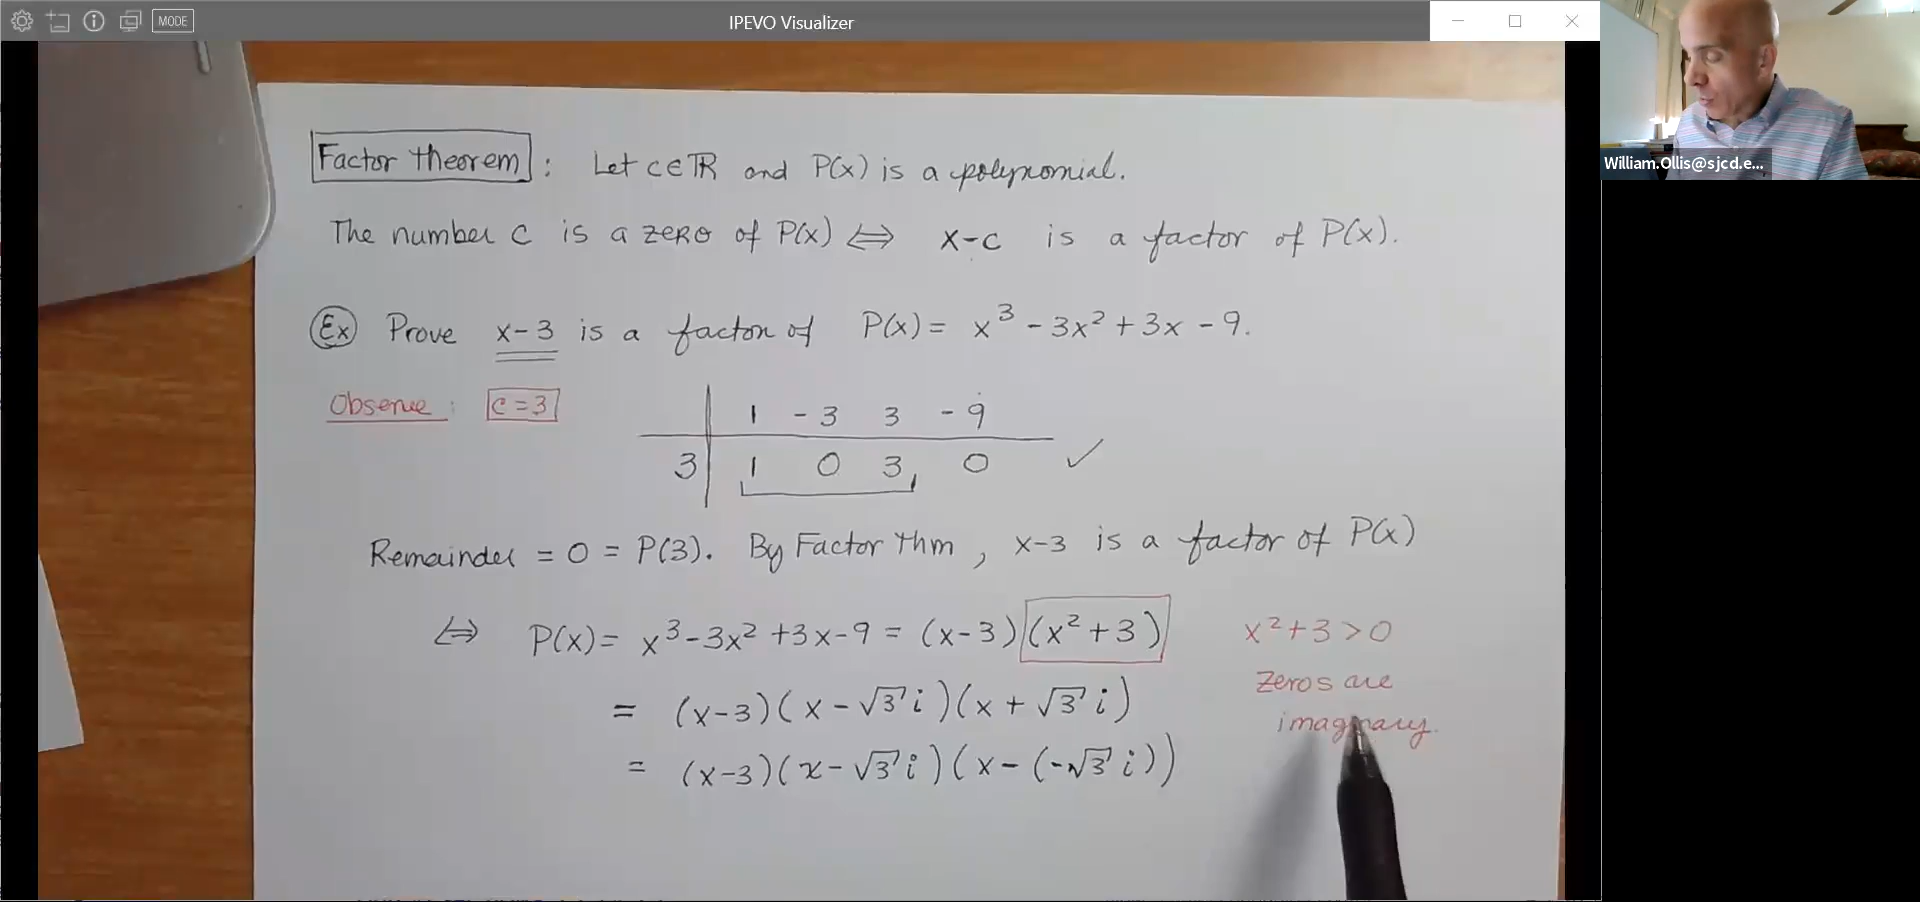 MODE
IPEVO Visualizer
William.Ollis@sjcd.e...
Factor theorem : Let c∈ℝ and P(x) is a polynomial.
The number c is a zero of P(x) ⇔ x-c is a factor of P(x).
Ex Prove x-3 is a factor of P(x) = x³ - 3x² + 3x - 9.
Observe : c = 3
1 -3 3 -9
3 1 0 3 0 ✓
Remainder = 0 = P(3). By Factor thm, x-3 is a factor of P(x)
⇔ P(x) = x³-3x²+3x-9 = (x-3)(x²+3) x²+3>0
Zeros are
= (x-3)(x-√3 i)(x+√3 i)
imaginary.
= (x-3)(x-√3 i)(x-(-√3 i))